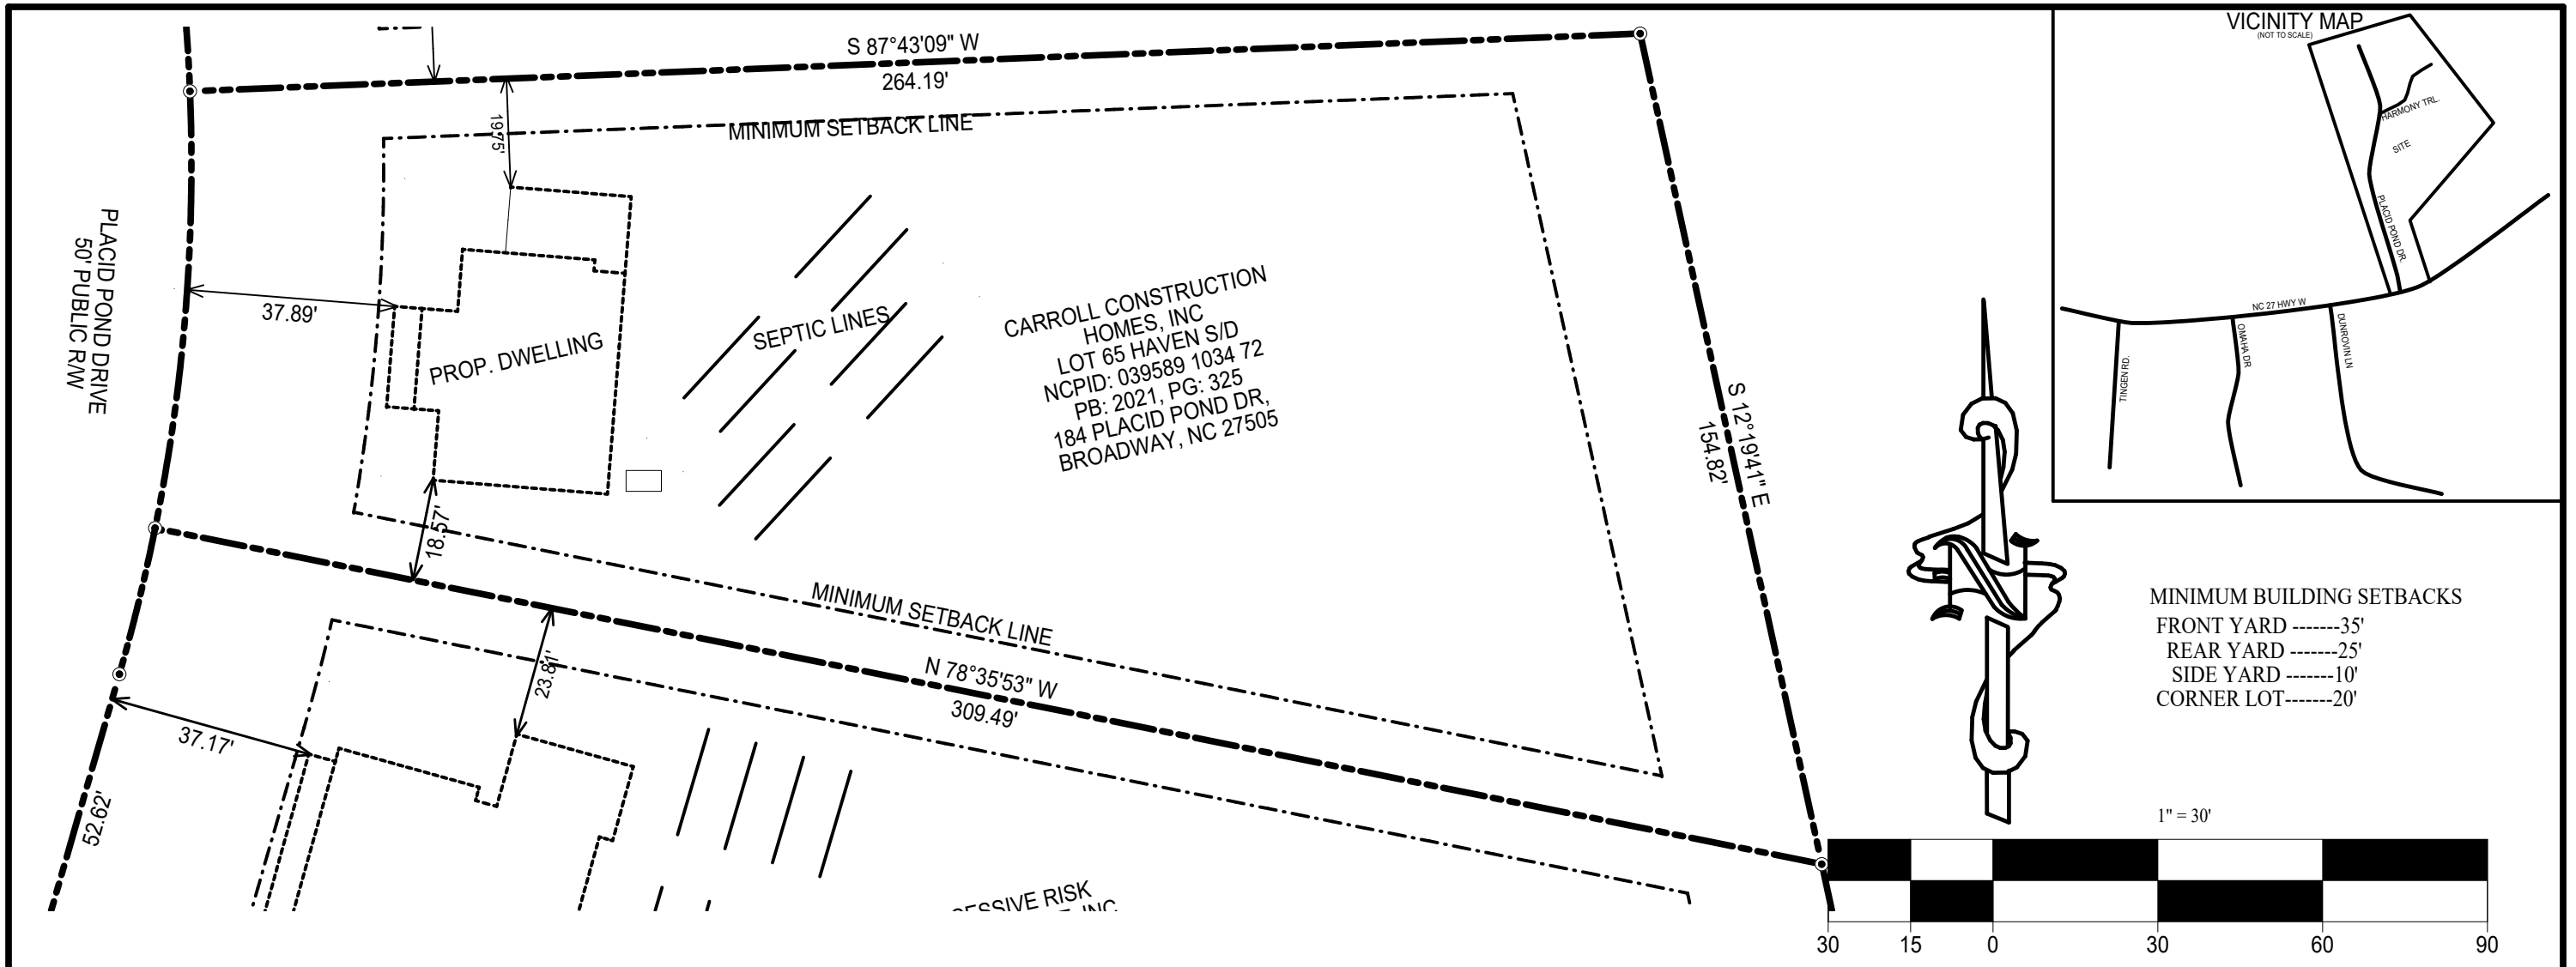 S 87°43'09" W
264.19'
MINIMUM SETBACK LINE
19.75'
PLACID POND DRIVE
50' PUBLIC R/W
37.89'
PROP. DWELLING
SEPTIC LINES
CARROLL CONSTRUCTION
HOMES, INC
LOT 65 HAVEN S/D
NCPID: 039589 1034 72
PB: 2021, PG: 325
184 PLACID POND DR,
BROADWAY, NC 27505
S 12°19'41" E
154.82'
18.57'
MINIMUM SETBACK LINE
N 78°35'53" W
309.49'
23.81'
37.17'
52.62'
VICINITY MAP
(NOT TO SCALE)
HARMONY TRL.
SITE
PLACID POND DR.
NC 27 HWY W
TINGEN RD.
OMAHA DR
DUNROVIN LN
MINIMUM BUILDING SETBACKS
FRONT YARD -------35'
REAR YARD -------25'
SIDE YARD -------10'
CORNER LOT-------20'
1" = 30'
30 15 0 30 60 90